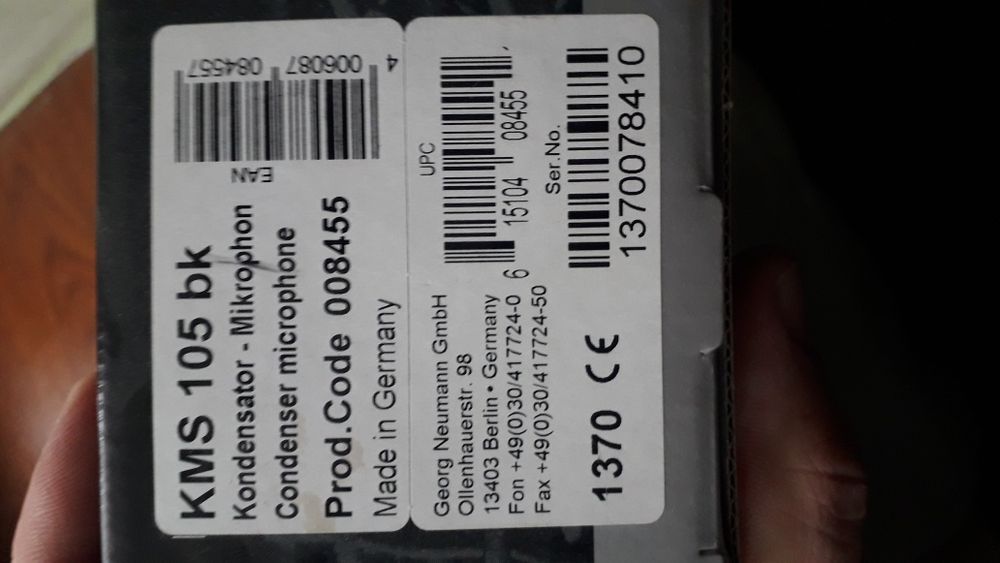 KMS 105 bk
Kondensator - Mikrophon
Condenser microphone
Prod.Code 008455
Made in Germany
EAN
4 006087 084557
Georg Neumann GmbH
Ollenhauerstr. 98
13403 Berlin • Germany
Fon +49(0)30/417724-0
Fax +49(0)30/417724-50
1370 CE
UPC
6 15104 08455
Ser.No.
1370078410